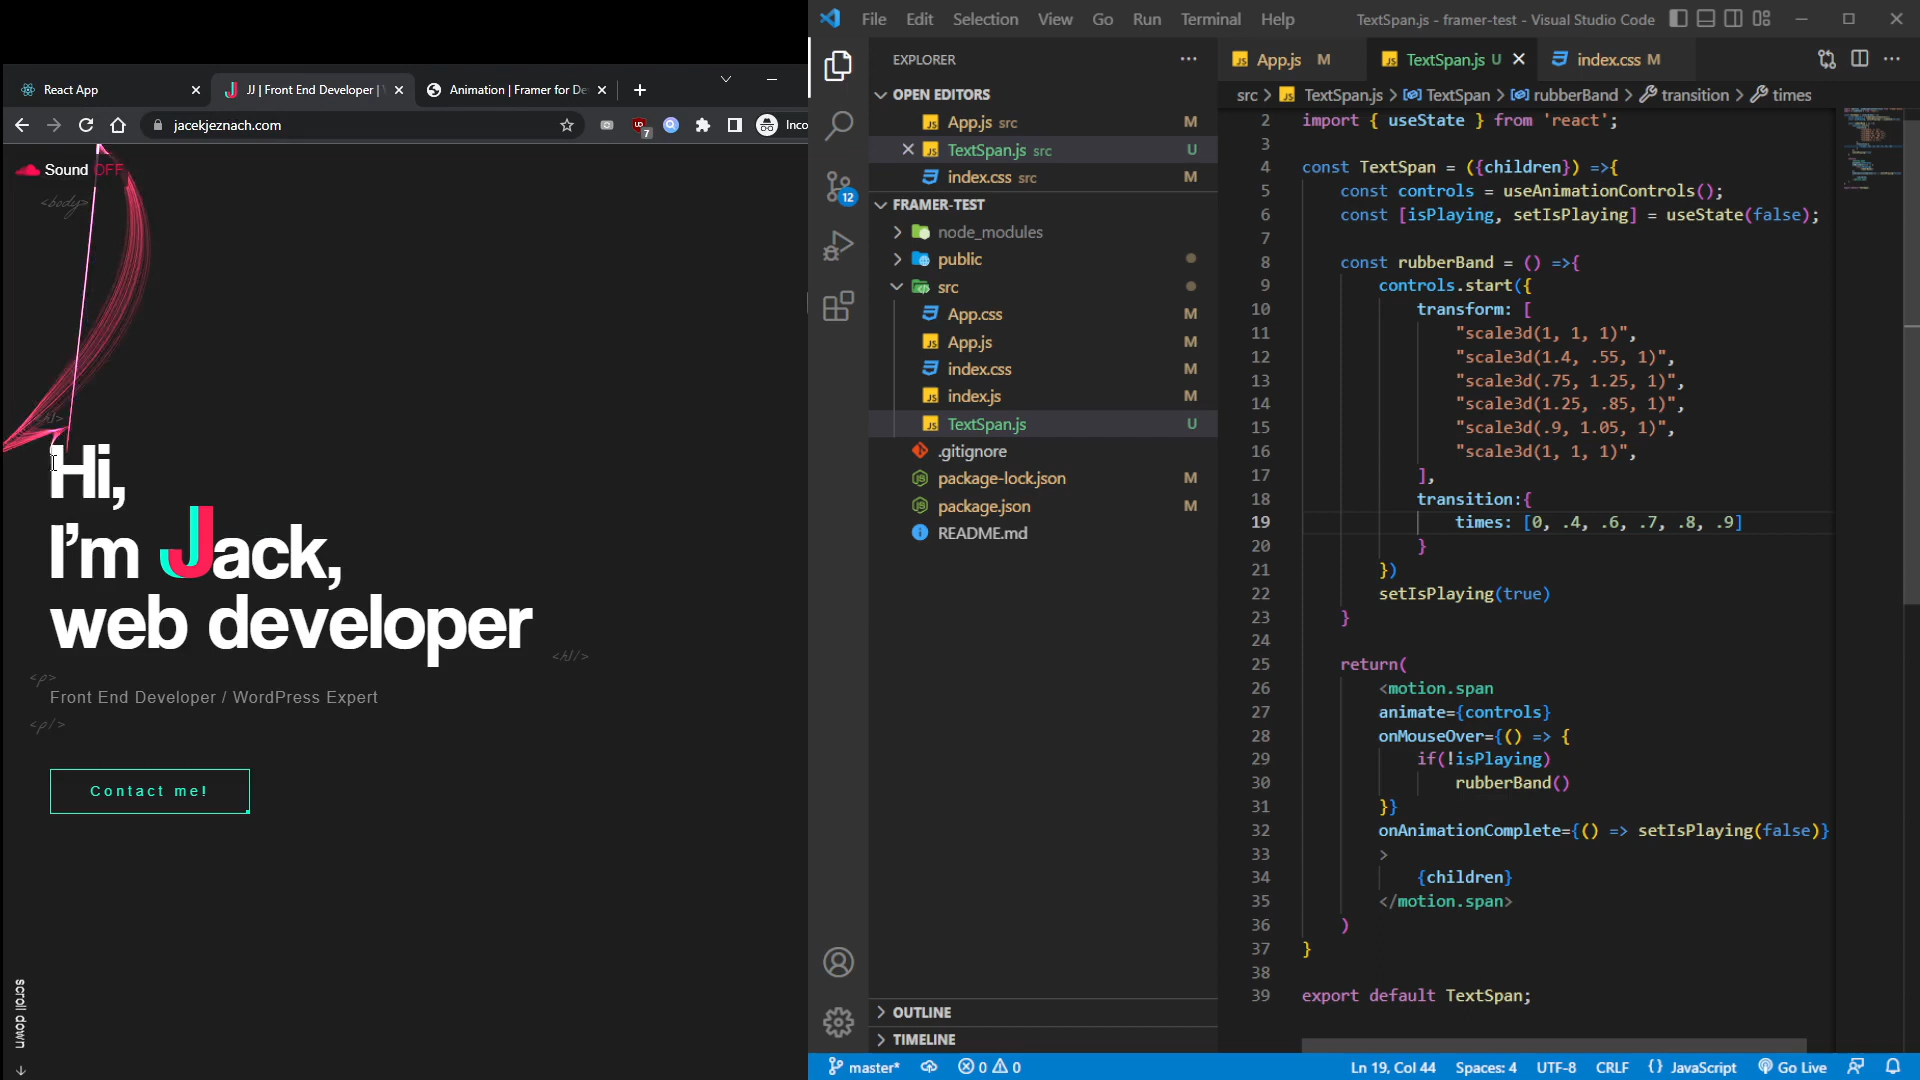 React App
JJ | Front End Developer |
Animation | Framer for De
jacekjeznach.com
7
Inco
Sound OFF
<body>
<h1>
Hi,
I'm Jack,
web developer
<h1/>
<p>
Front End Developer / WordPress Expert
<p/>
Contact me!
scroll down
File Edit Selection View Go Run Terminal Help
TextSpan.js - framer-test - Visual Studio Code
12
EXPLORER
OPEN EDITORS
App.js src M
TextSpan.js src U
index.css src M
FRAMER-TEST
node_modules
public
src
App.css M
App.js M
index.css M
index.js M
TextSpan.js U
.gitignore
package-lock.json M
package.json M
README.md
OUTLINE
TIMELINE
App.js M
TextSpan.js U
index.css M
src > TextSpan.js > TextSpan > rubberBand > transition > times
2 import { useState } from 'react';
3
4 const TextSpan = ({children}) =>{
5 const controls = useAnimationControls();
6 const [isPlaying, setIsPlaying] = useState(false);
7
8 const rubberBand = () =>{
9 controls.start({
10 transform: [
11 "scale3d(1, 1, 1)",
12 "scale3d(1.4, .55, 1)",
13 "scale3d(.75, 1.25, 1)",
14 "scale3d(1.25, .85, 1)",
15 "scale3d(.9, 1.05, 1)",
16 "scale3d(1, 1, 1)",
17 ],
18 transition:{
19 times: [0, .4, .6, .7, .8, .9]
20 }
21 })
22 setIsPlaying(true)
23 }
24
25 return(
26 <motion.span
27 animate={controls}
28 onMouseOver={() => {
29 if(!isPlaying)
30 rubberBand()
31 }}
32 onAnimationComplete={() => setIsPlaying(false)}
33 >
34 {children}
35 </motion.span>
36 )
37 }
38
39 export default TextSpan;
master* 0 0
Ln 19, Col 44 Spaces: 4 UTF-8 CRLF {} JavaScript Go Live